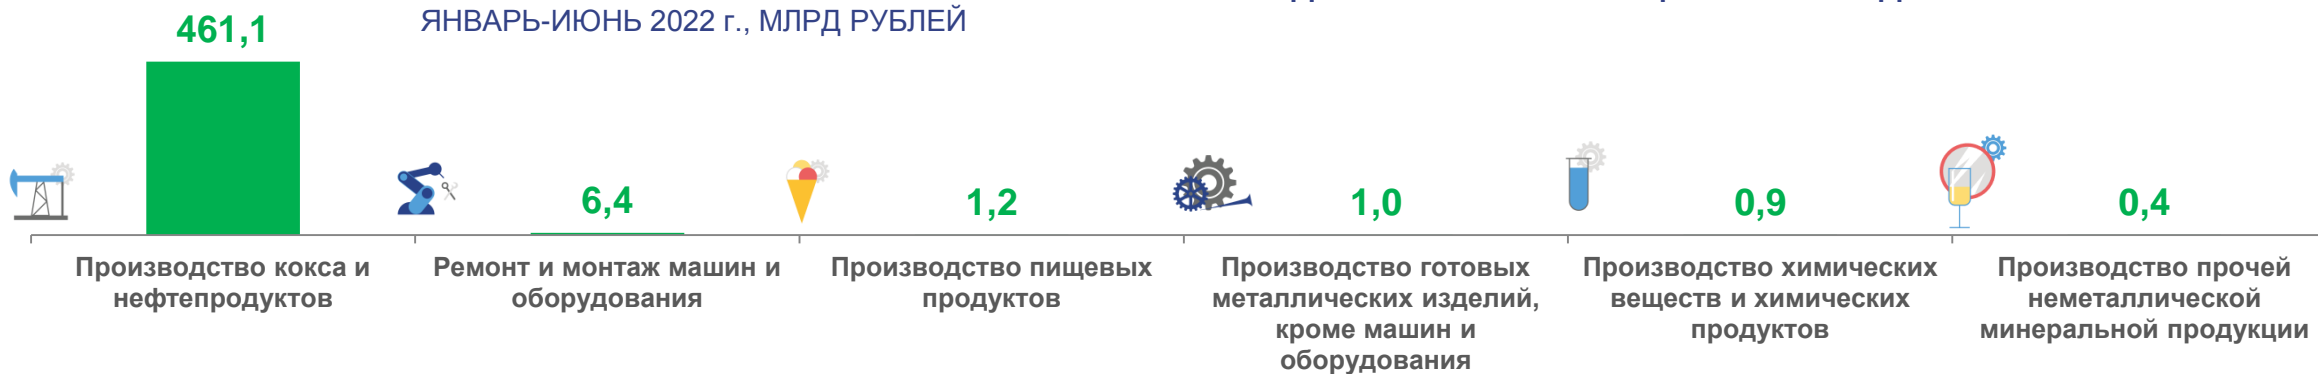 ЯНВАРЬ-ИЮНЬ 2022 г., МЛРД РУБЛЕЙ
461,1
6,4
1,2
1,0
0,9
0,4
Производство кокса и
нефтепродуктов
Ремонт и монтаж машин и
оборудования
Производство пищевых
продуктов
Производство готовых
металлических изделий,
кроме машин и
оборудования
Производство химических
веществ и химических
продуктов
Производство прочей
неметаллической
минеральной продукции